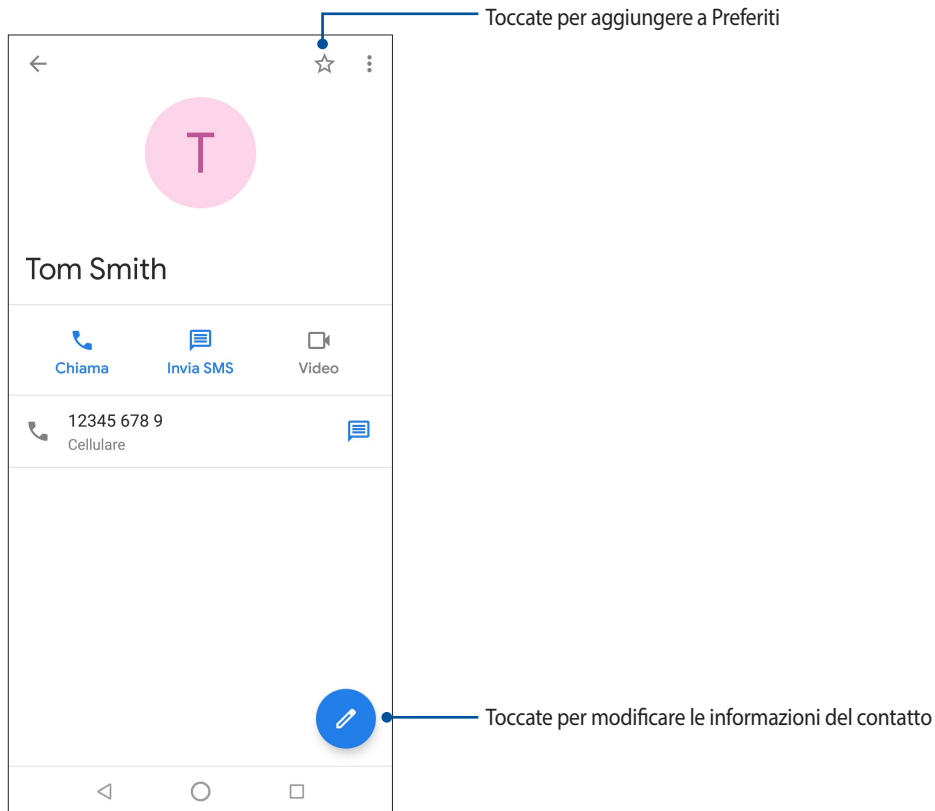 Toccate per aggiungere a Preferiti
T
Tom Smith
Chiama
Invia SMS
Video
12345 678 9
Cellulare
Toccate per modificare le informazioni del contatto